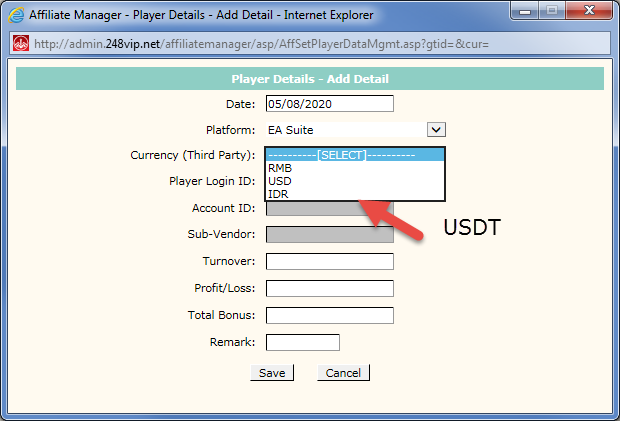 Affiliate Manager - Player Details - Add Detail - Internet Explorer
http://admin.248vip.net/affiliatemanager/asp/AffSetPlayerDataMgmt.asp?gtid=&cur=
Player Details - Add Detail
Date: 05/08/2020
Platform: EA Suite
Currency (Third Party): ----------[SELECT]----------
RMB
Player Login ID: USD
IDR
Account ID:
USDT
Sub-Vendor:
Turnover:
Profit/Loss:
Total Bonus:
Remark:
Save Cancel